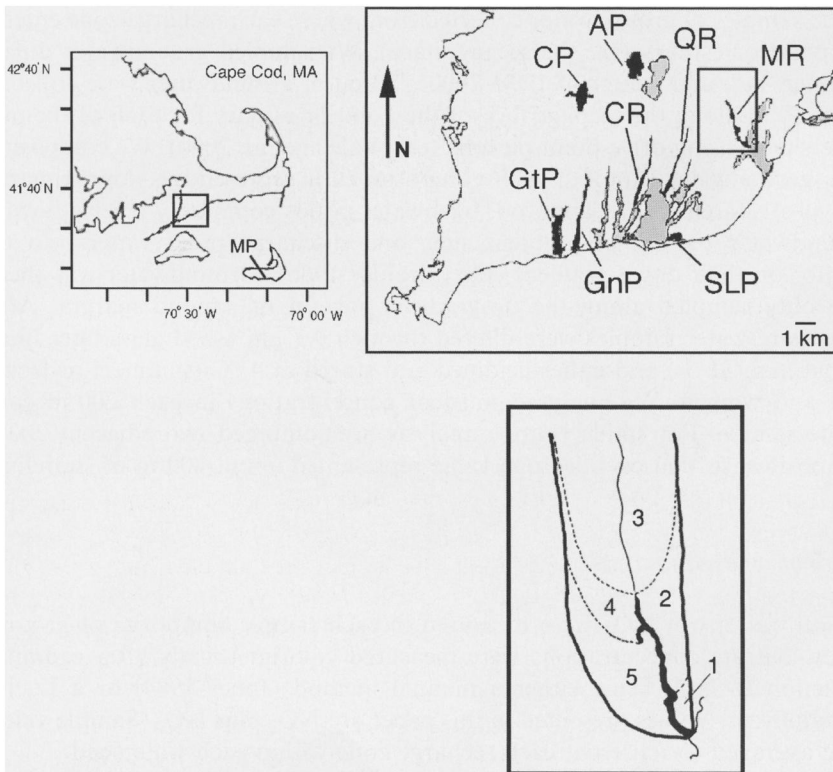 Cape Cod, MA
42°40´N
41°40´
MP
70°30´W
70°00´W
N
AP
QR
MR
CP
CR
GtP
GnP
SLP
1 km
3
4
2
5
1